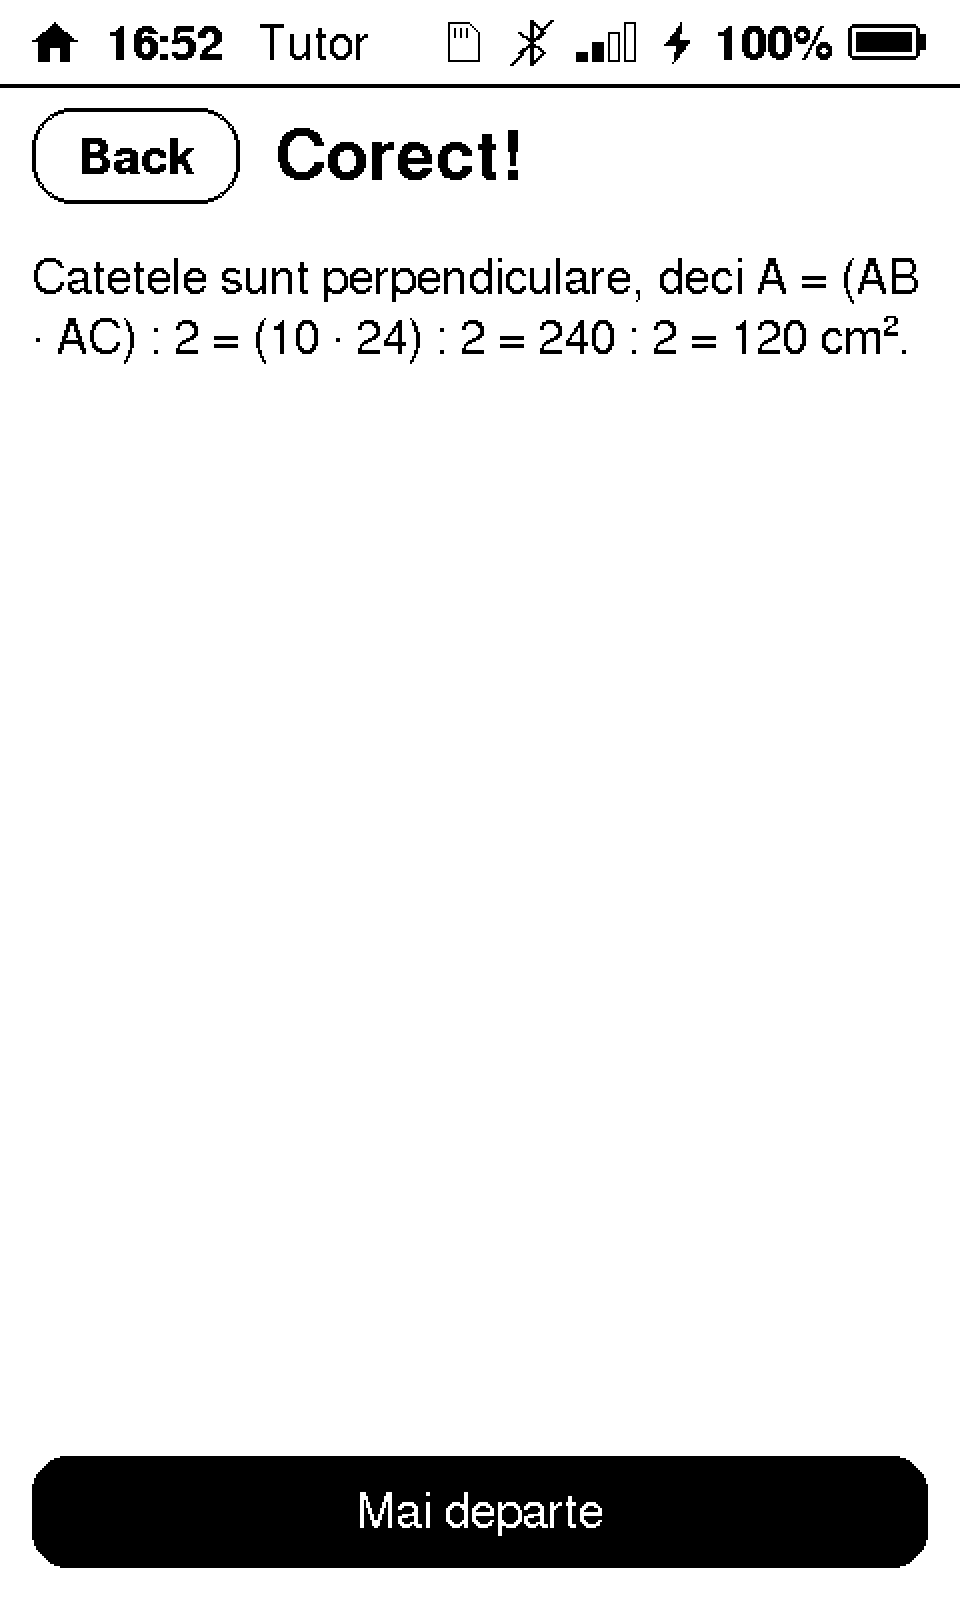 16:52 Tutor 100%
Back Corect!
Catetele sunt perpendiculare, deci A = (AB
· AC) : 2 = (10 · 24) : 2 = 240 : 2 = 120 cm².
Mai departe